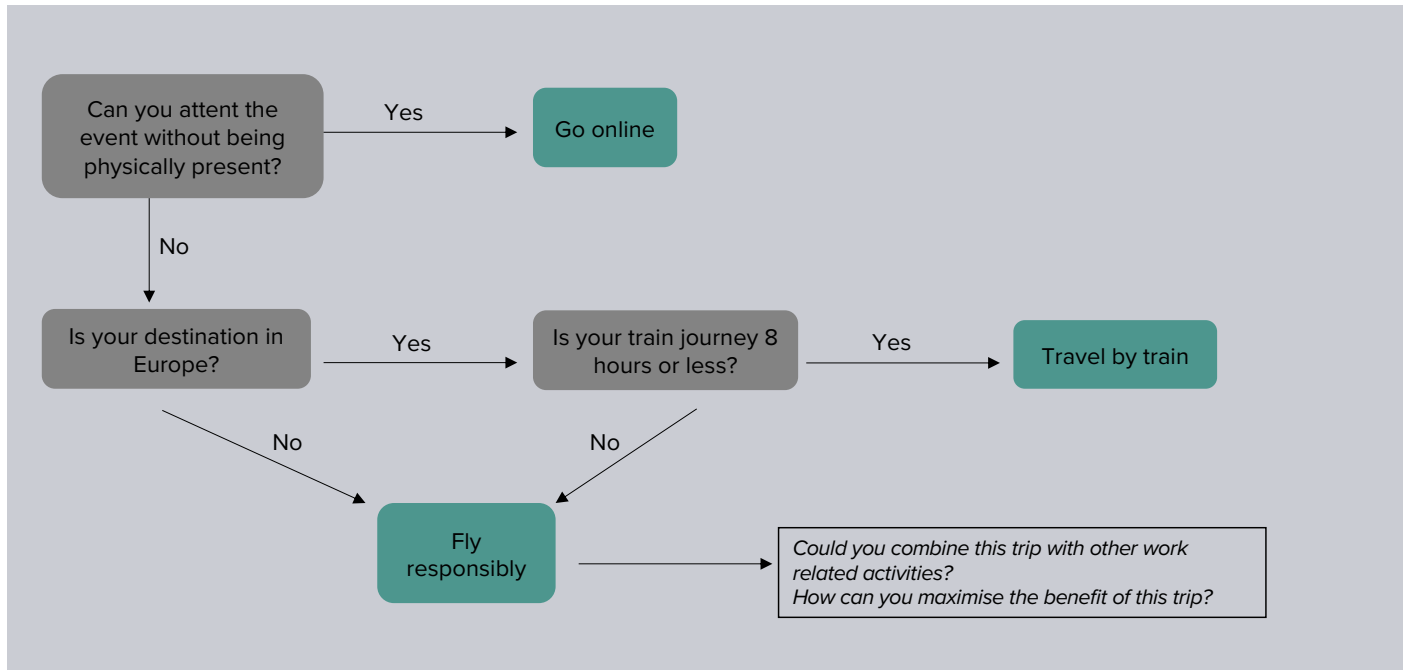 Can you attent the
event without being
physically present?
Yes
Go online
No
Is your destination in
Europe?
Yes
Is your train journey 8
hours or less?
Yes
Travel by train
No
No
Fly
responsibly
Could you combine this trip with other work
related activities?
How can you maximise the benefit of this trip?